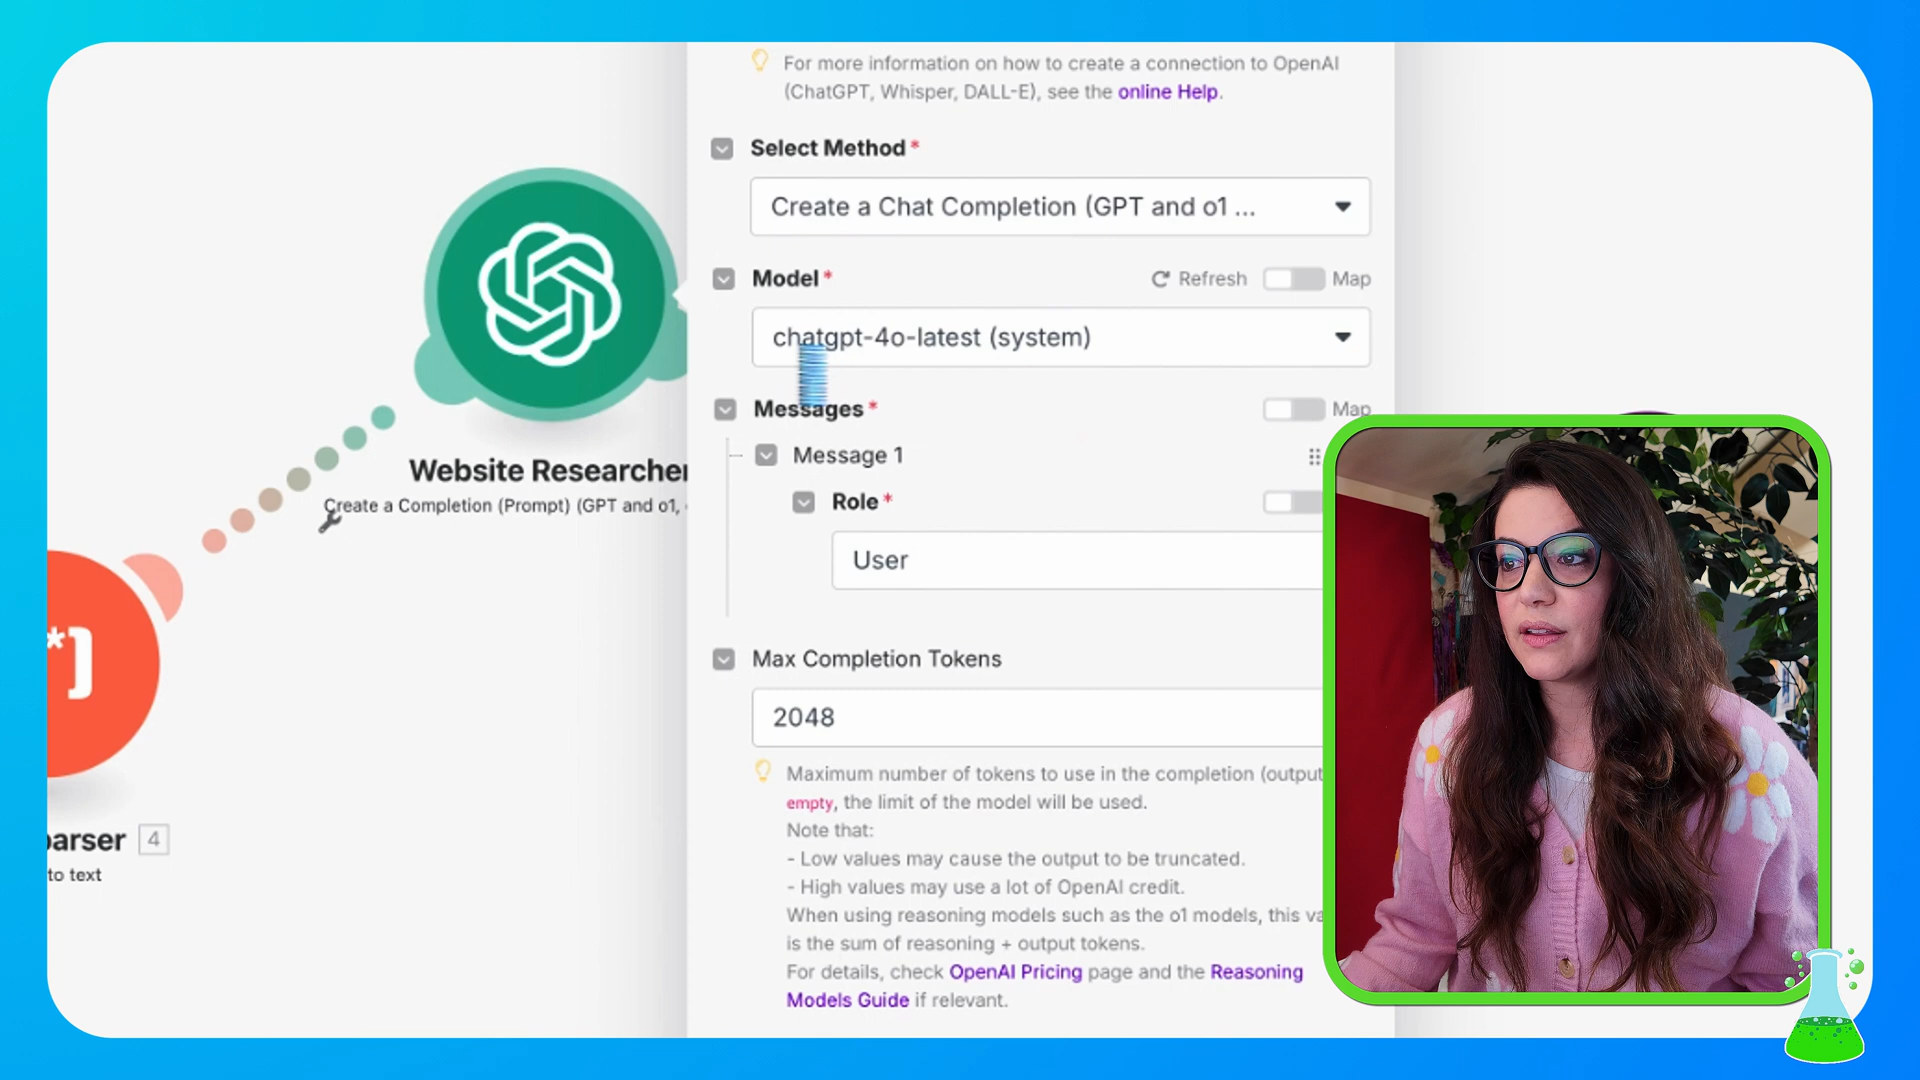 For more information on how to create a connection to OpenAI
(ChatGPT, Whisper, DALL-E), see the online Help.
Select Method *
Create a Chat Completion (GPT and o1 ...
Model *
Refresh
Map
chatgpt-4o-latest (system)
Messages *
Map
Message 1
Role *
User
Max Completion Tokens
2048
Maximum number of tokens to use in the completion (output
empty, the limit of the model will be used.
Note that:
- Low values may cause the output to be truncated.
- High values may use a lot of OpenAI credit.
When using reasoning models such as the o1 models, this va
is the sum of reasoning + output tokens.
For details, check OpenAI Pricing page and the Reasoning
Models Guide if relevant.
Website Researcher
Create a Completion (Prompt) (GPT and o1,
*]
parser 4
to text